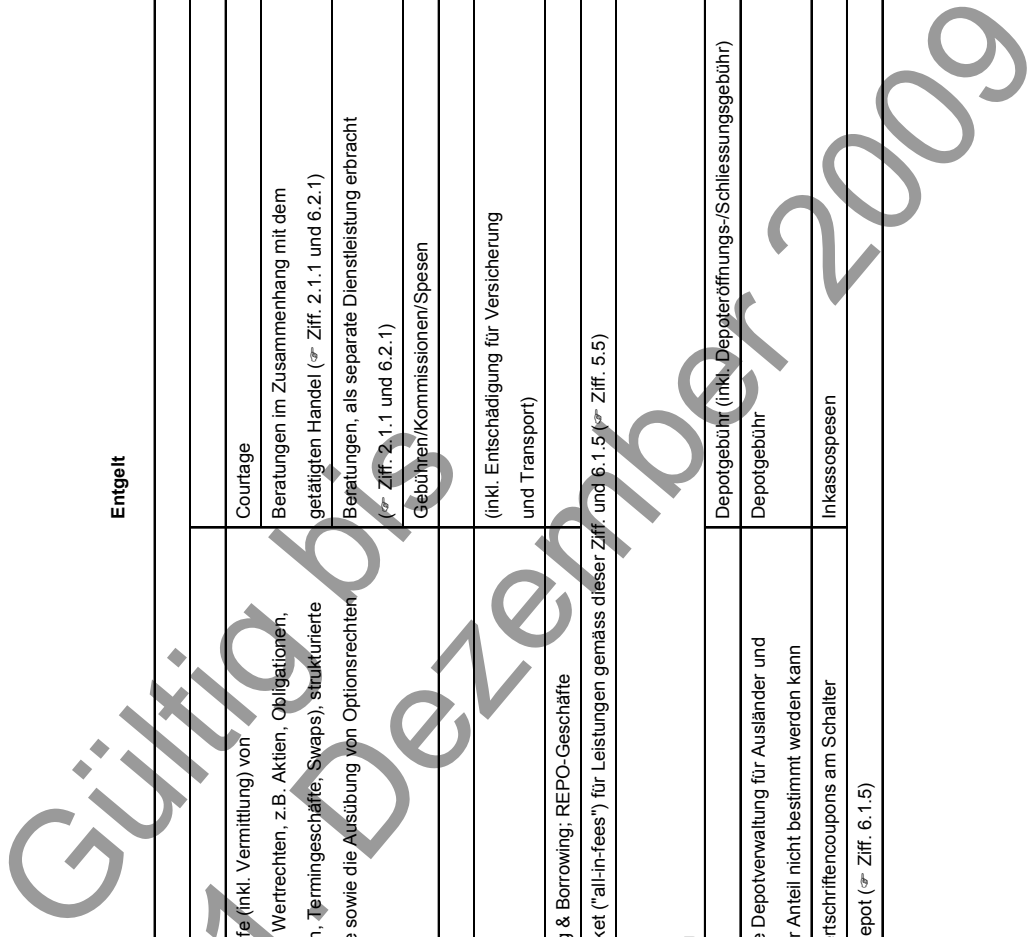 Entgelt
fe (inkl. Vermittlung) von
Wertrechten, z.B. Aktien, Obligationen,
n, Termingeschäfte, Swaps), strukturierte
e sowie die Ausübung von Optionsrechten
Courtage
Beratungen im Zusammenhang mit dem
getätigten Handel (☞ Ziff. 2.1.1 und 6.2.1)
Beratungen, als separate Dienstleistung erbracht
(☞ Ziff. 2.1.1 und 6.2.1)
Gebühren/Kommissionen/Spesen
(inkl. Entschädigung für Versicherung
und Transport)
g & Borrowing; REPO-Geschäfte
ket ("all-in-fees") für Leistungen gemäss dieser Ziff. und 6.1.5 (☞ Ziff. 5.5)
Depotgebühr (inkl. Depoteröffnungs-/Schliessungsgebühr)
e Depotverwaltung für Ausländer und
r Anteil nicht bestimmt werden kann
Depotgebühr
rtschriftencoupons am Schalter
Inkassospesen
epot (☞ Ziff. 6.1.5)
Gültig bis
1. Dezember 2009